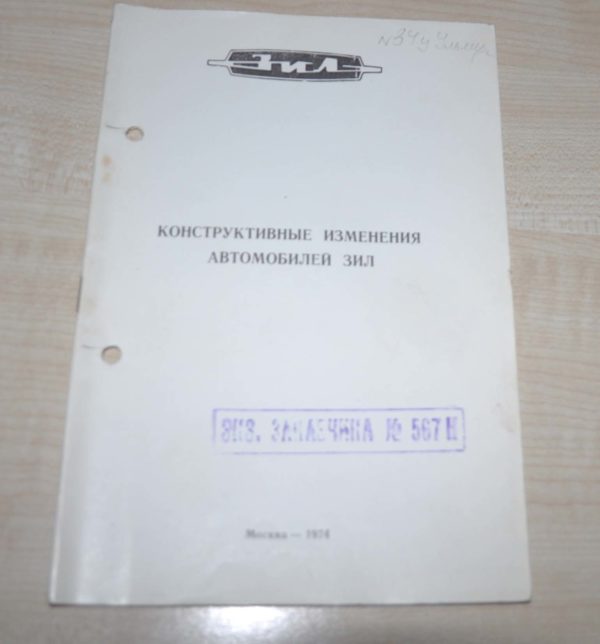 ЗИЛ
КОНСТРУКТИВНЫЕ ИЗМЕНЕНИЯ
АВТОМОБИЛЕЙ ЗИЛ
ЭКЗ. ЗАКАЗЧИКА № 567 Н
Москва — 1974